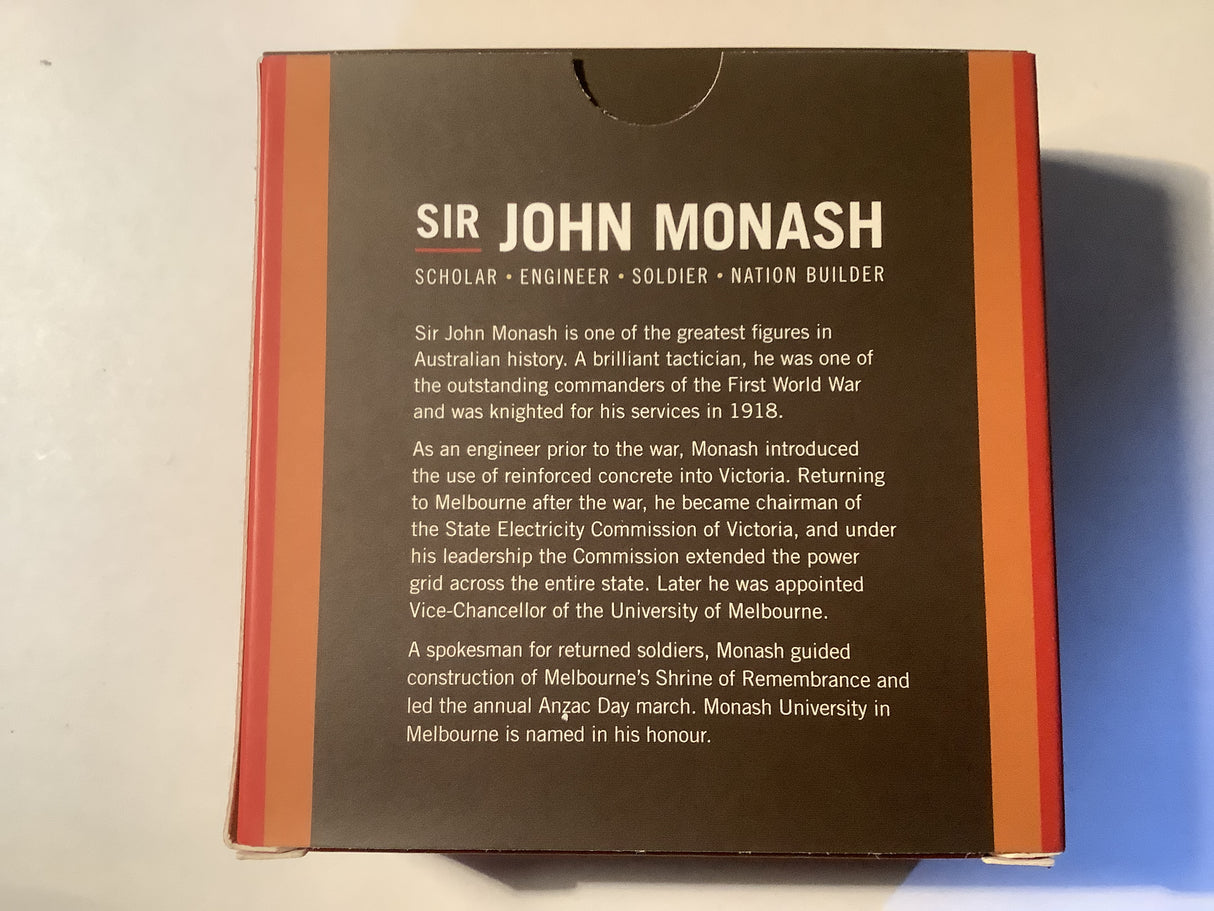 SIR JOHN MONASH
SCHOLAR • ENGINEER • SOLDIER • NATION BUILDER
Sir John Monash is one of the greatest figures in
Australian history. A brilliant tactician, he was one of
the outstanding commanders of the First World War
and was knighted for his services in 1918.
As an engineer prior to the war, Monash introduced
the use of reinforced concrete into Victoria. Returning
to Melbourne after the war, he became chairman of
the State Electricity Commission of Victoria, and under
his leadership the Commission extended the power
grid across the entire state. Later he was appointed
Vice-Chancellor of the University of Melbourne.
A spokesman for returned soldiers, Monash guided
construction of Melbourne's Shrine of Remembrance and
led the annual Anzac Day march. Monash University in
Melbourne is named in his honour.